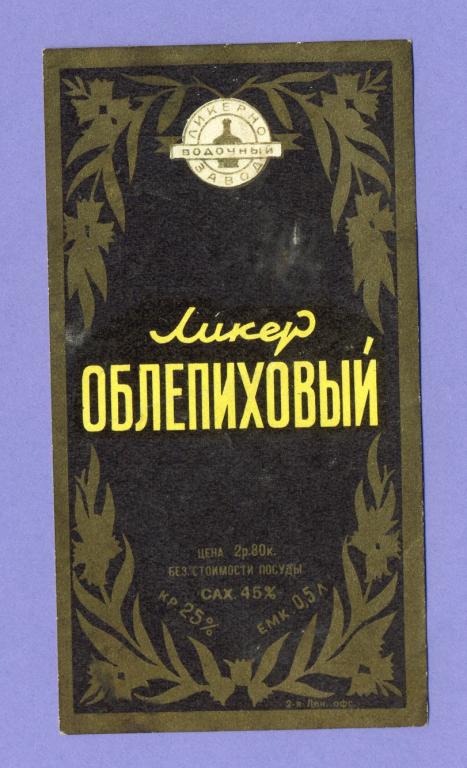 ЛИКЕРНО
ВОДОЧНЫЙ
ЗАВОД
Ликер
ОБЛЕПИХОВЫЙ
ЦЕНА 2р.80к.
БЕЗ СТОИМОСТИ ПОСУДЫ
САХ. 45%
КР. 25%
ЕМК 0,5 Л
2-я Лен. офс.